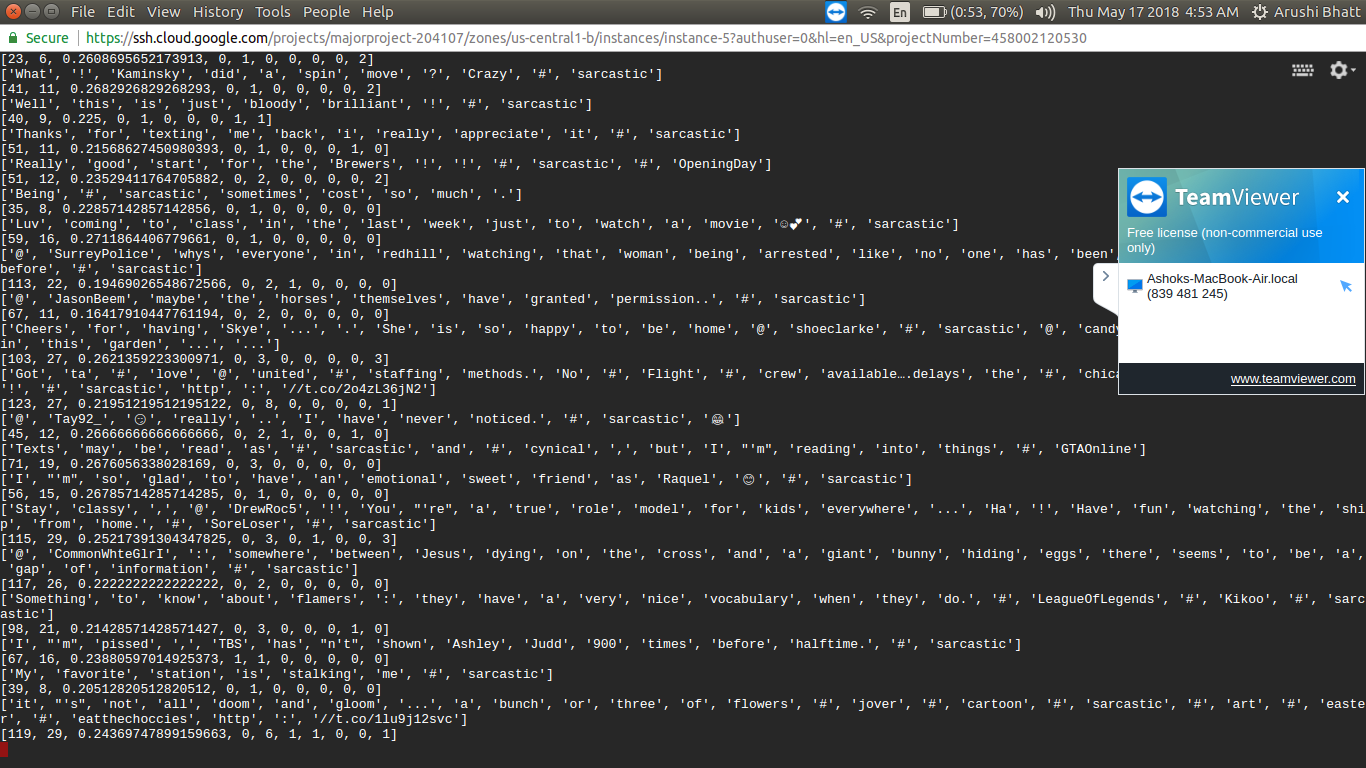 File Edit View History Tools People Help
En (0:53, 70%) Thu May 17 2018 4:53 AM Arushi Bhatt
Secure https://ssh.cloud.google.com/projects/majorproject-204107/zones/us-central1-b/instances/instance-5?authuser=0&hl=en_US&projectNumber=458002120530
[23, 6, 0.2608695652173913, 0, 1, 0, 0, 0, 0, 2]
['What', '!', 'Kaminsky', 'did', 'a', 'spin', 'move', '?', 'Crazy', '#', 'sarcastic']
[41, 11, 0.2682926829268293, 0, 1, 0, 0, 0, 0, 2]
['Well', 'this', 'is', 'just', 'bloody', 'brilliant', '!', '#', 'sarcastic']
[40, 9, 0.225, 0, 1, 0, 0, 0, 1, 1]
['Thanks', 'for', 'texting', 'me', 'back', 'i', 'really', 'appreciate', 'it', '#', 'sarcastic']
[51, 11, 0.21568627450980393, 0, 1, 0, 0, 0, 1, 0]
['Really', 'good', 'start', 'for', 'the', 'Brewers', '!', '!', '#', 'sarcastic', '#', 'OpeningDay']
[51, 12, 0.23529411764705882, 0, 2, 0, 0, 0, 0, 2]
['Being', '#', 'sarcastic', 'sometimes', 'cost', 'so', 'much', '.']
[35, 8, 0.22857142857142856, 0, 1, 0, 0, 0, 0, 0]
['Luv', 'coming', 'to', 'class', 'in', 'the', 'last', 'week', 'just', 'to', 'watch', 'a', 'movie', '☺💕', '#', 'sarcastic']
[59, 16, 0.2711864406779661, 0, 1, 0, 0, 0, 0, 0]
['@', 'SurreyPolice', 'whys', 'everyone', 'in', 'redhill', 'watching', 'that', 'woman', 'being', 'arrested', 'like', 'no', 'one', 'has', 'been',
before', '#', 'sarcastic']
[113, 22, 0.19469026548672566, 0, 2, 1, 0, 0, 0, 0]
['@', 'JasonBeem', 'maybe', 'the', 'horses', 'themselves', 'have', 'granted', 'permission..', '#', 'sarcastic']
[67, 11, 0.16417910447761194, 0, 2, 0, 0, 0, 0, 0]
['Cheers', 'for', 'having', 'Skye', '...', '.', 'She', 'is', 'so', 'happy', 'to', 'be', 'home', '@', 'shoeclarke', '#', 'sarcastic', '@', 'candy
in', 'this', 'garden', '...', '...']
[103, 27, 0.2621359223300971, 0, 3, 0, 0, 0, 0, 3]
['Got', 'ta', '#', 'love', '@', 'united', '#', 'staffing', 'methods.', 'No', '#', 'Flight', '#', 'crew', 'available….delays', 'the', '#', 'chica
'!', '#', 'sarcastic', 'http', ':', '//t.co/2o4zL36jN2']
[123, 27, 0.21951219512195122, 0, 8, 0, 0, 0, 0, 1]
['@', 'Tay92_', '😏', 'really', '..', 'I', 'have', 'never', 'noticed.', '#', 'sarcastic', '😂']
[45, 12, 0.26666666666666666, 0, 2, 1, 0, 0, 1, 0]
['Texts', 'may', 'be', 'read', 'as', '#', 'sarcastic', 'and', '#', 'cynical', ',', 'but', 'I', "'m", 'reading', 'into', 'things', '#', 'GTAOnline']
[71, 19, 0.2676056338028169, 0, 3, 0, 0, 0, 0, 0]
['I', "'m", 'so', 'glad', 'to', 'have', 'an', 'emotional', 'sweet', 'friend', 'as', 'Raquel', '😊', '#', 'sarcastic']
[56, 15, 0.26785714285714285, 0, 1, 0, 0, 0, 0, 0]
['Stay', 'classy', ',', '@', 'DrewRoc5', '!', 'You', "'re", 'a', 'true', 'role', 'model', 'for', 'kids', 'everywhere', '...', 'Ha', '!', 'Have', 'fun', 'watching', 'the', 'shi
p', 'from', 'home.', '#', 'SoreLoser', '#', 'sarcastic']
[115, 29, 0.25217391304347825, 0, 3, 0, 1, 0, 0, 3]
['@', 'CommonWhteGlrI', ':', 'somewhere', 'between', 'Jesus', 'dying', 'on', 'the', 'cross', 'and', 'a', 'giant', 'bunny', 'hiding', 'eggs', 'there', 'seems', 'to', 'be', 'a',
'gap', 'of', 'information', '#', 'sarcastic']
[117, 26, 0.2222222222222222, 0, 2, 0, 0, 0, 0, 0]
['Something', 'to', 'know', 'about', 'flamers', ':', 'they', 'have', 'a', 'very', 'nice', 'vocabulary', 'when', 'they', 'do.', '#', 'LeagueOfLegends', '#', 'Kikoo', '#', 'sarc
astic']
[98, 21, 0.21428571428571427, 0, 3, 0, 0, 0, 1, 0]
['I', "'m", 'pissed', ',', 'TBS', 'has', "n't", 'shown', 'Ashley', 'Judd', '900', 'times', 'before', 'halftime.', '#', 'sarcastic']
[67, 16, 0.23880597014925373, 1, 1, 0, 0, 0, 0, 0]
['My', 'favorite', 'station', 'is', 'stalking', 'me', '#', 'sarcastic']
[39, 8, 0.20512820512820512, 0, 1, 0, 0, 0, 0, 0]
['it', "'s", 'not', 'all', 'doom', 'and', 'gloom', '...', 'a', 'bunch', 'or', 'three', 'of', 'flowers', '#', 'jover', '#', 'cartoon', '#', 'sarcastic', '#', 'art', '#', 'easte
r', '#', 'eatthechoccies', 'http', ':', '//t.co/1lu9j12svc']
[119, 29, 0.24369747899159663, 0, 6, 1, 1, 0, 0, 1]
TeamViewer
Free license (non-commercial use
only)
Ashoks-MacBook-Air.local
(839 481 245)
www.teamviewer.com